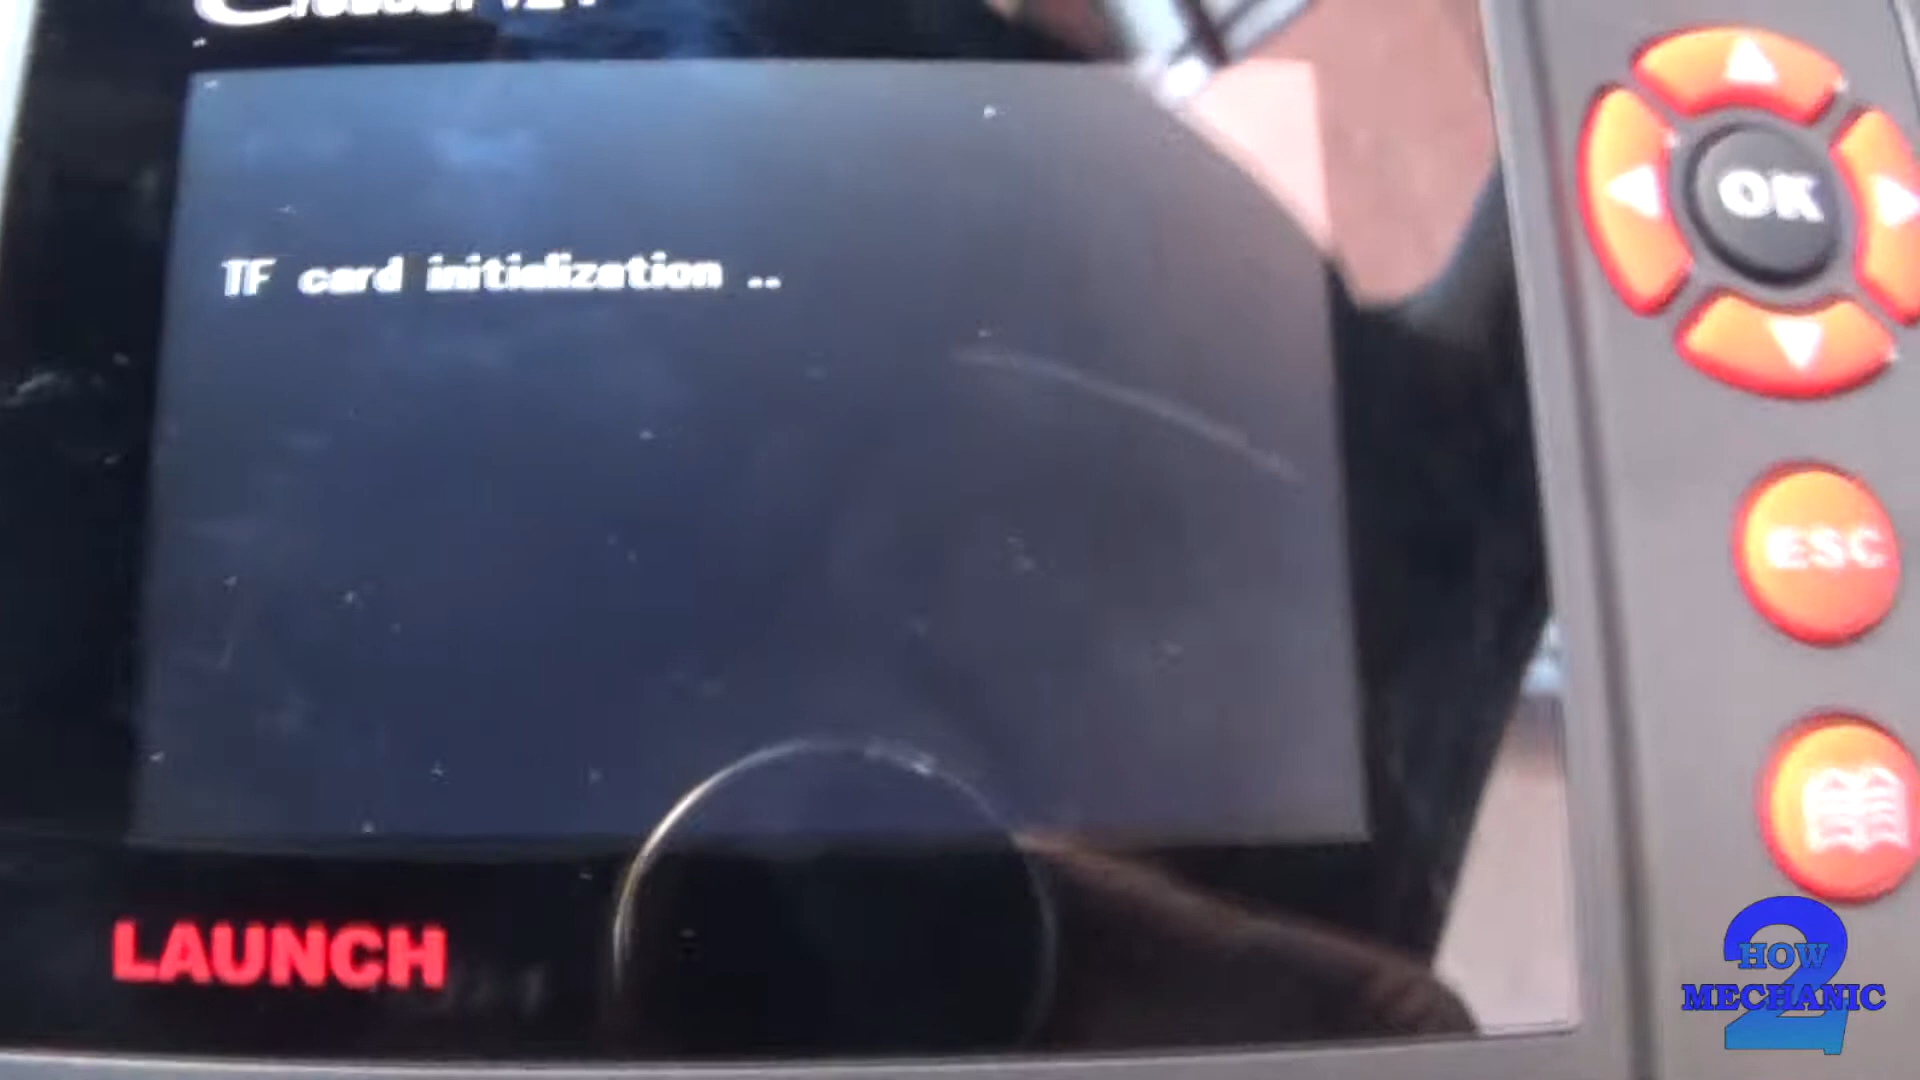 TF card initialization ..
OK
ESC
LAUNCH
2
HOW
MECHANIC